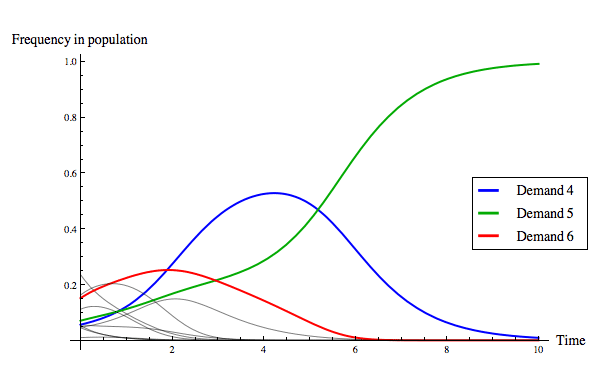 Frequency in population
1.0
0.8
0.6
0.4
0.2
Demand 4
Demand 5
Demand 6
2 4 6 8 10 Time